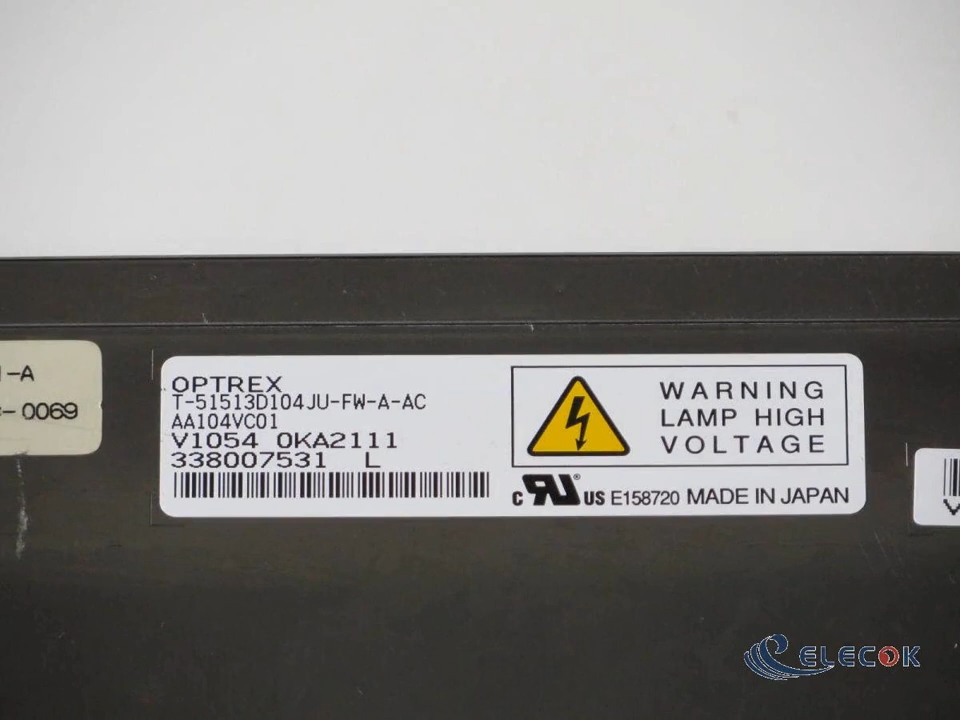 -A
-0069
OPTREX
T-51513D104JU-FW-A-AC
AA104VC01
V1054 0KA2111
338007531 L
WARNING
LAMP HIGH
VOLTAGE
c RU® US E158720 MADE IN JAPAN
V
ELECOK